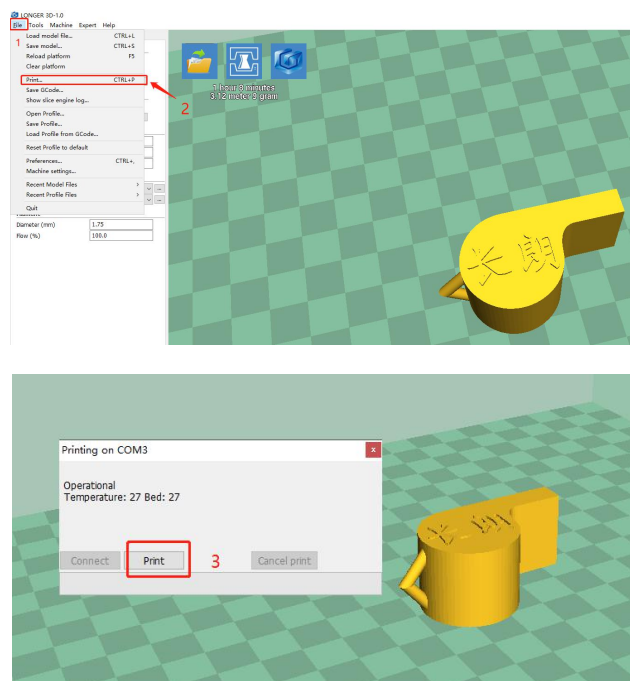 LONGER 3D-1.0
File Tools Machine Expert Help
1
Load model file... CTRL+L
Save model... CTRL+S
Reload platform F5
Clear platform
Print... CTRL+P
Save GCode...
Show slice engine log...
Open Profile...
Save Profile...
Load Profile from GCode...
Reset Profile to default
Preferences... CTRL+,
Machine settings...
Recent Model Files >
Recent Profile Files >
Quit
Diameter (mm) 1.75
Flow (%) 100.0
1 hour 8 minutes
3.12 meter 9 gram
2
长朗
Printing on COM3
x
Operational
Temperature: 27 Bed: 27
Connect Print 3 Cancel print
长朗